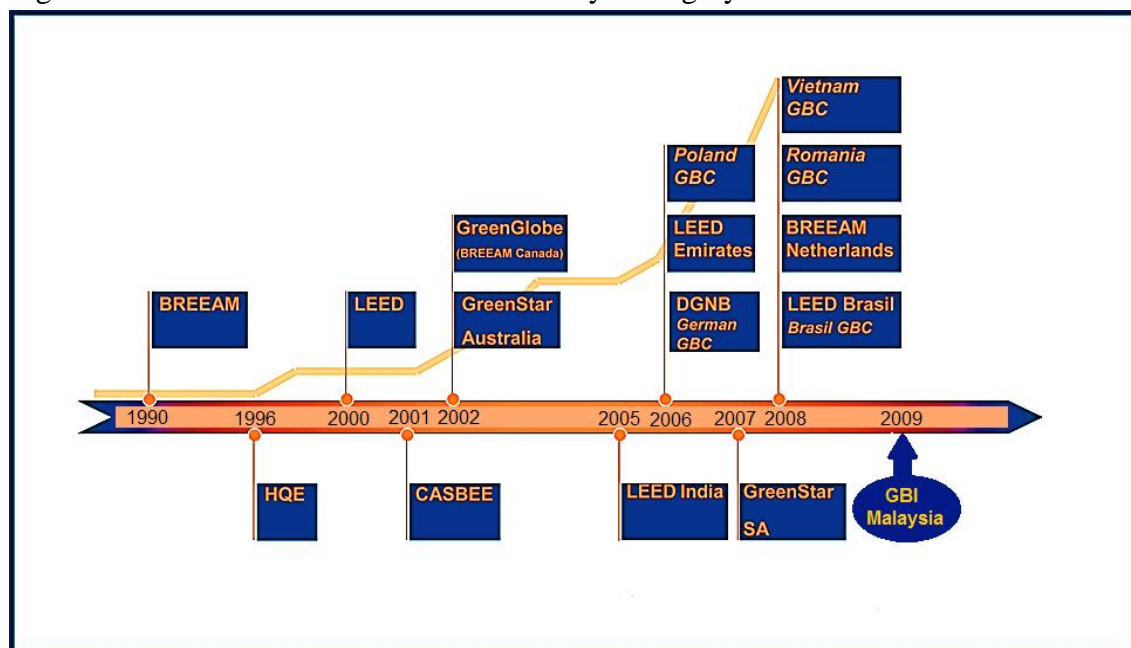 Vietnam
GBC
Poland
GBC
Romania
GBC
GreenGlobe
(BREEAM Canada)
LEED
Emirates
BREEAM
Netherlands
BREEAM
LEED
GreenStar
Australia
DGNB
German
GBC
LEED Brasil
Brasil GBC
1990 1996 2000 2001 2002 2005 2006 2007 2008 2009
HQE
CASBEE
LEED India
GreenStar
SA
GBI
Malaysia